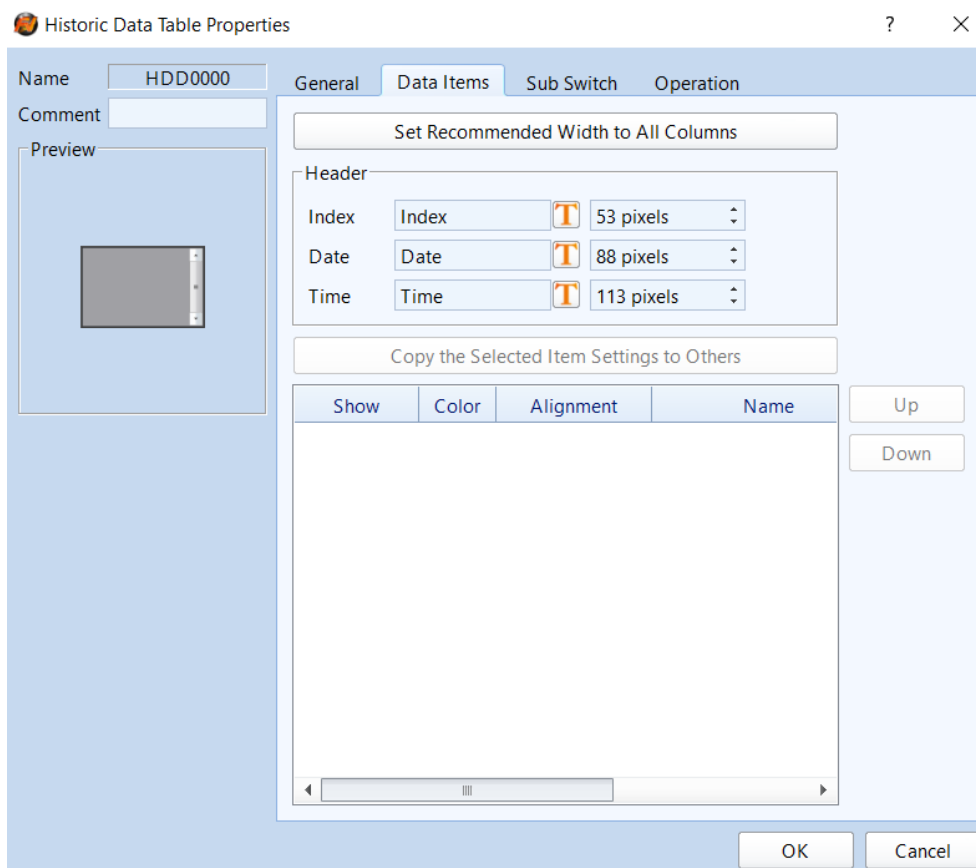 Historic Data Table Properties ? ×
Name HDD0000
Comment
Preview
General Data Items Sub Switch Operation
Set Recommended Width to All Columns
Header
Index Index T 53 pixels
Date Date T 88 pixels
Time Time T 113 pixels
Copy the Selected Item Settings to Others
Show Color Alignment Name
Up
Down
OK Cancel